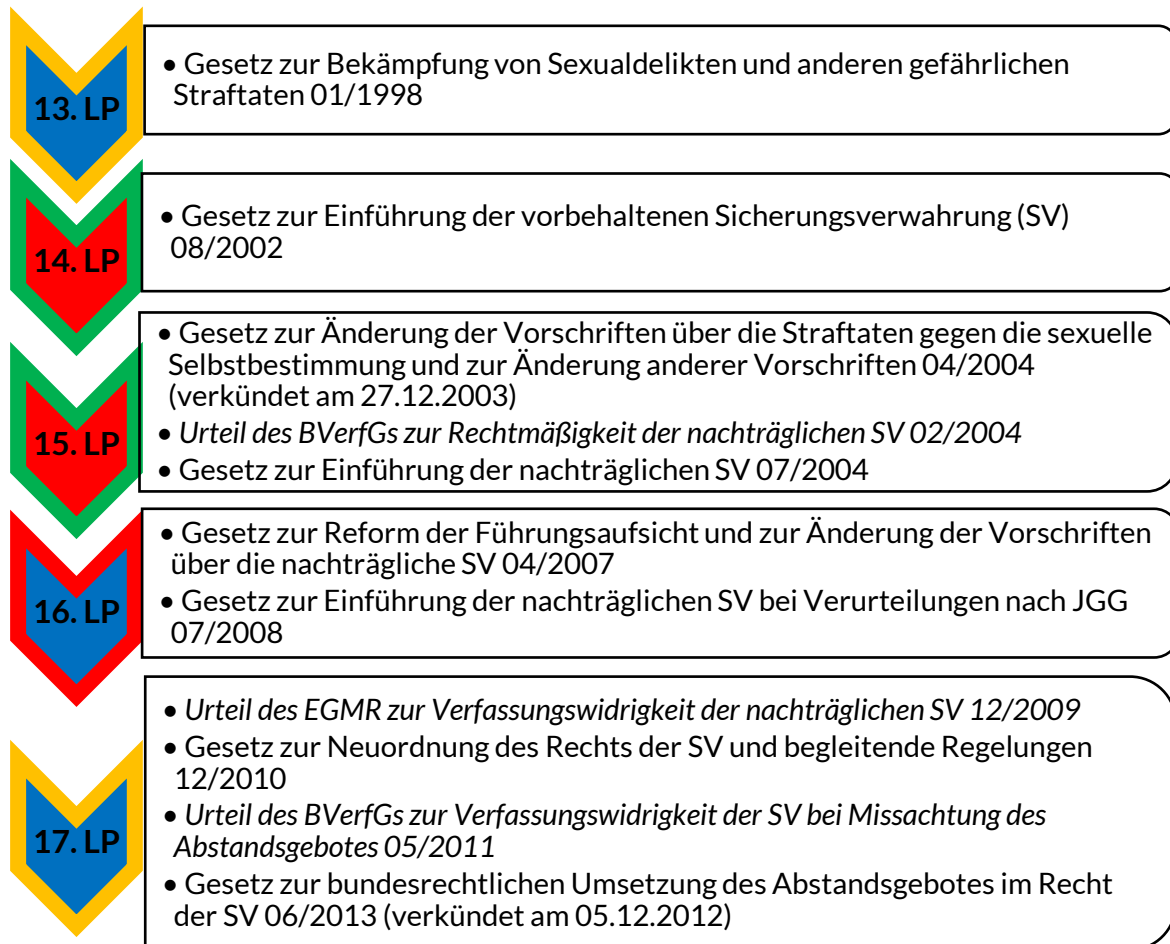 13. LP
• Gesetz zur Bekämpfung von Sexualdelikten und anderen gefährlichen
Straftaten 01/1998
14. LP
• Gesetz zur Einführung der vorbehaltenen Sicherungsverwahrung (SV)
08/2002
15. LP
• Gesetz zur Änderung der Vorschriften über die Straftaten gegen die sexuelle
Selbstbestimmung und zur Änderung anderer Vorschriften 04/2004
(verkündet am 27.12.2003)
• Urteil des BVerfGs zur Rechtmäßigkeit der nachträglichen SV 02/2004
• Gesetz zur Einführung der nachträglichen SV 07/2004
16. LP
• Gesetz zur Reform der Führungsaufsicht und zur Änderung der Vorschriften
über die nachträgliche SV 04/2007
• Gesetz zur Einführung der nachträglichen SV bei Verurteilungen nach JGG
07/2008
17. LP
• Urteil des EGMR zur Verfassungswidrigkeit der nachträglichen SV 12/2009
• Gesetz zur Neuordnung des Rechts der SV und begleitende Regelungen
12/2010
• Urteil des BVerfGs zur Verfassungswidrigkeit der SV bei Missachtung des
Abstandsgebotes 05/2011
• Gesetz zur bundesrechtlichen Umsetzung des Abstandsgebotes im Recht
der SV 06/2013 (verkündet am 05.12.2012)